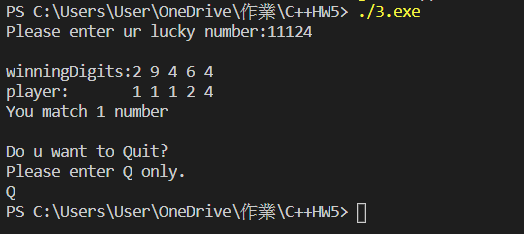 PS C:\Users\User\OneDrive\作業\C++HW5> ./3.exe
Please enter ur lucky number:11124
winningDigits:2 9 4 6 4
player:       1 1 1 2 4
You match 1 number
Do u want to Quit?
Please enter Q only.
Q
PS C:\Users\User\OneDrive\作業\C++HW5>